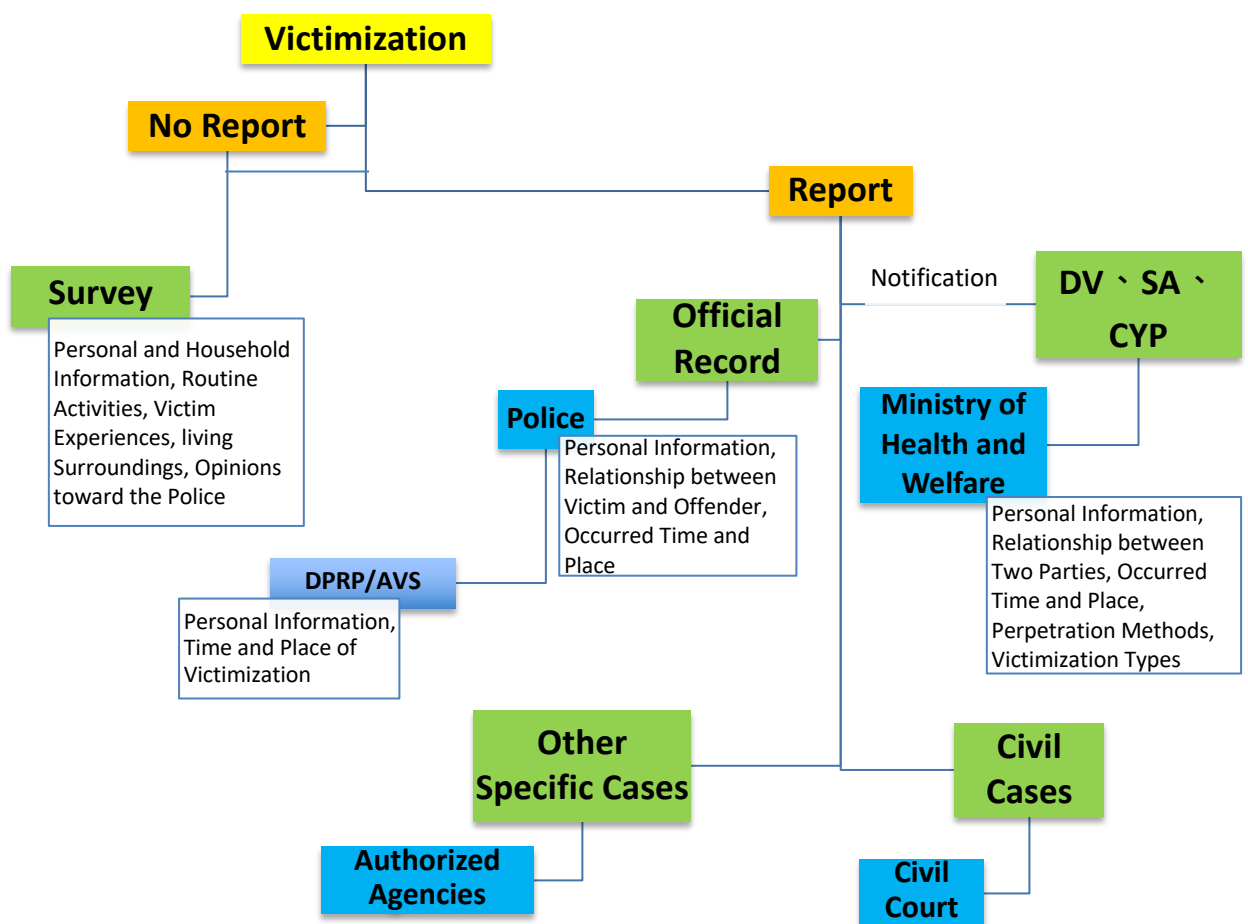 Victimization
No Report
Report
Survey
Personal and Household
Information, Routine
Activities, Victim
Experiences, living
Surroundings, Opinions
toward the Police
Notification
DV、SA、
CYP
Official
Record
Police
Personal Information,
Relationship between
Victim and Offender,
Occurred Time and
Place
Ministry of
Health and
Welfare
Personal Information,
Relationship between
Two Parties, Occurred
Time and Place,
Perpetration Methods,
Victimization Types
DPRP/AVS
Personal Information,
Time and Place of
Victimization
Other
Specific Cases
Civil
Cases
Authorized
Agencies
Civil
Court